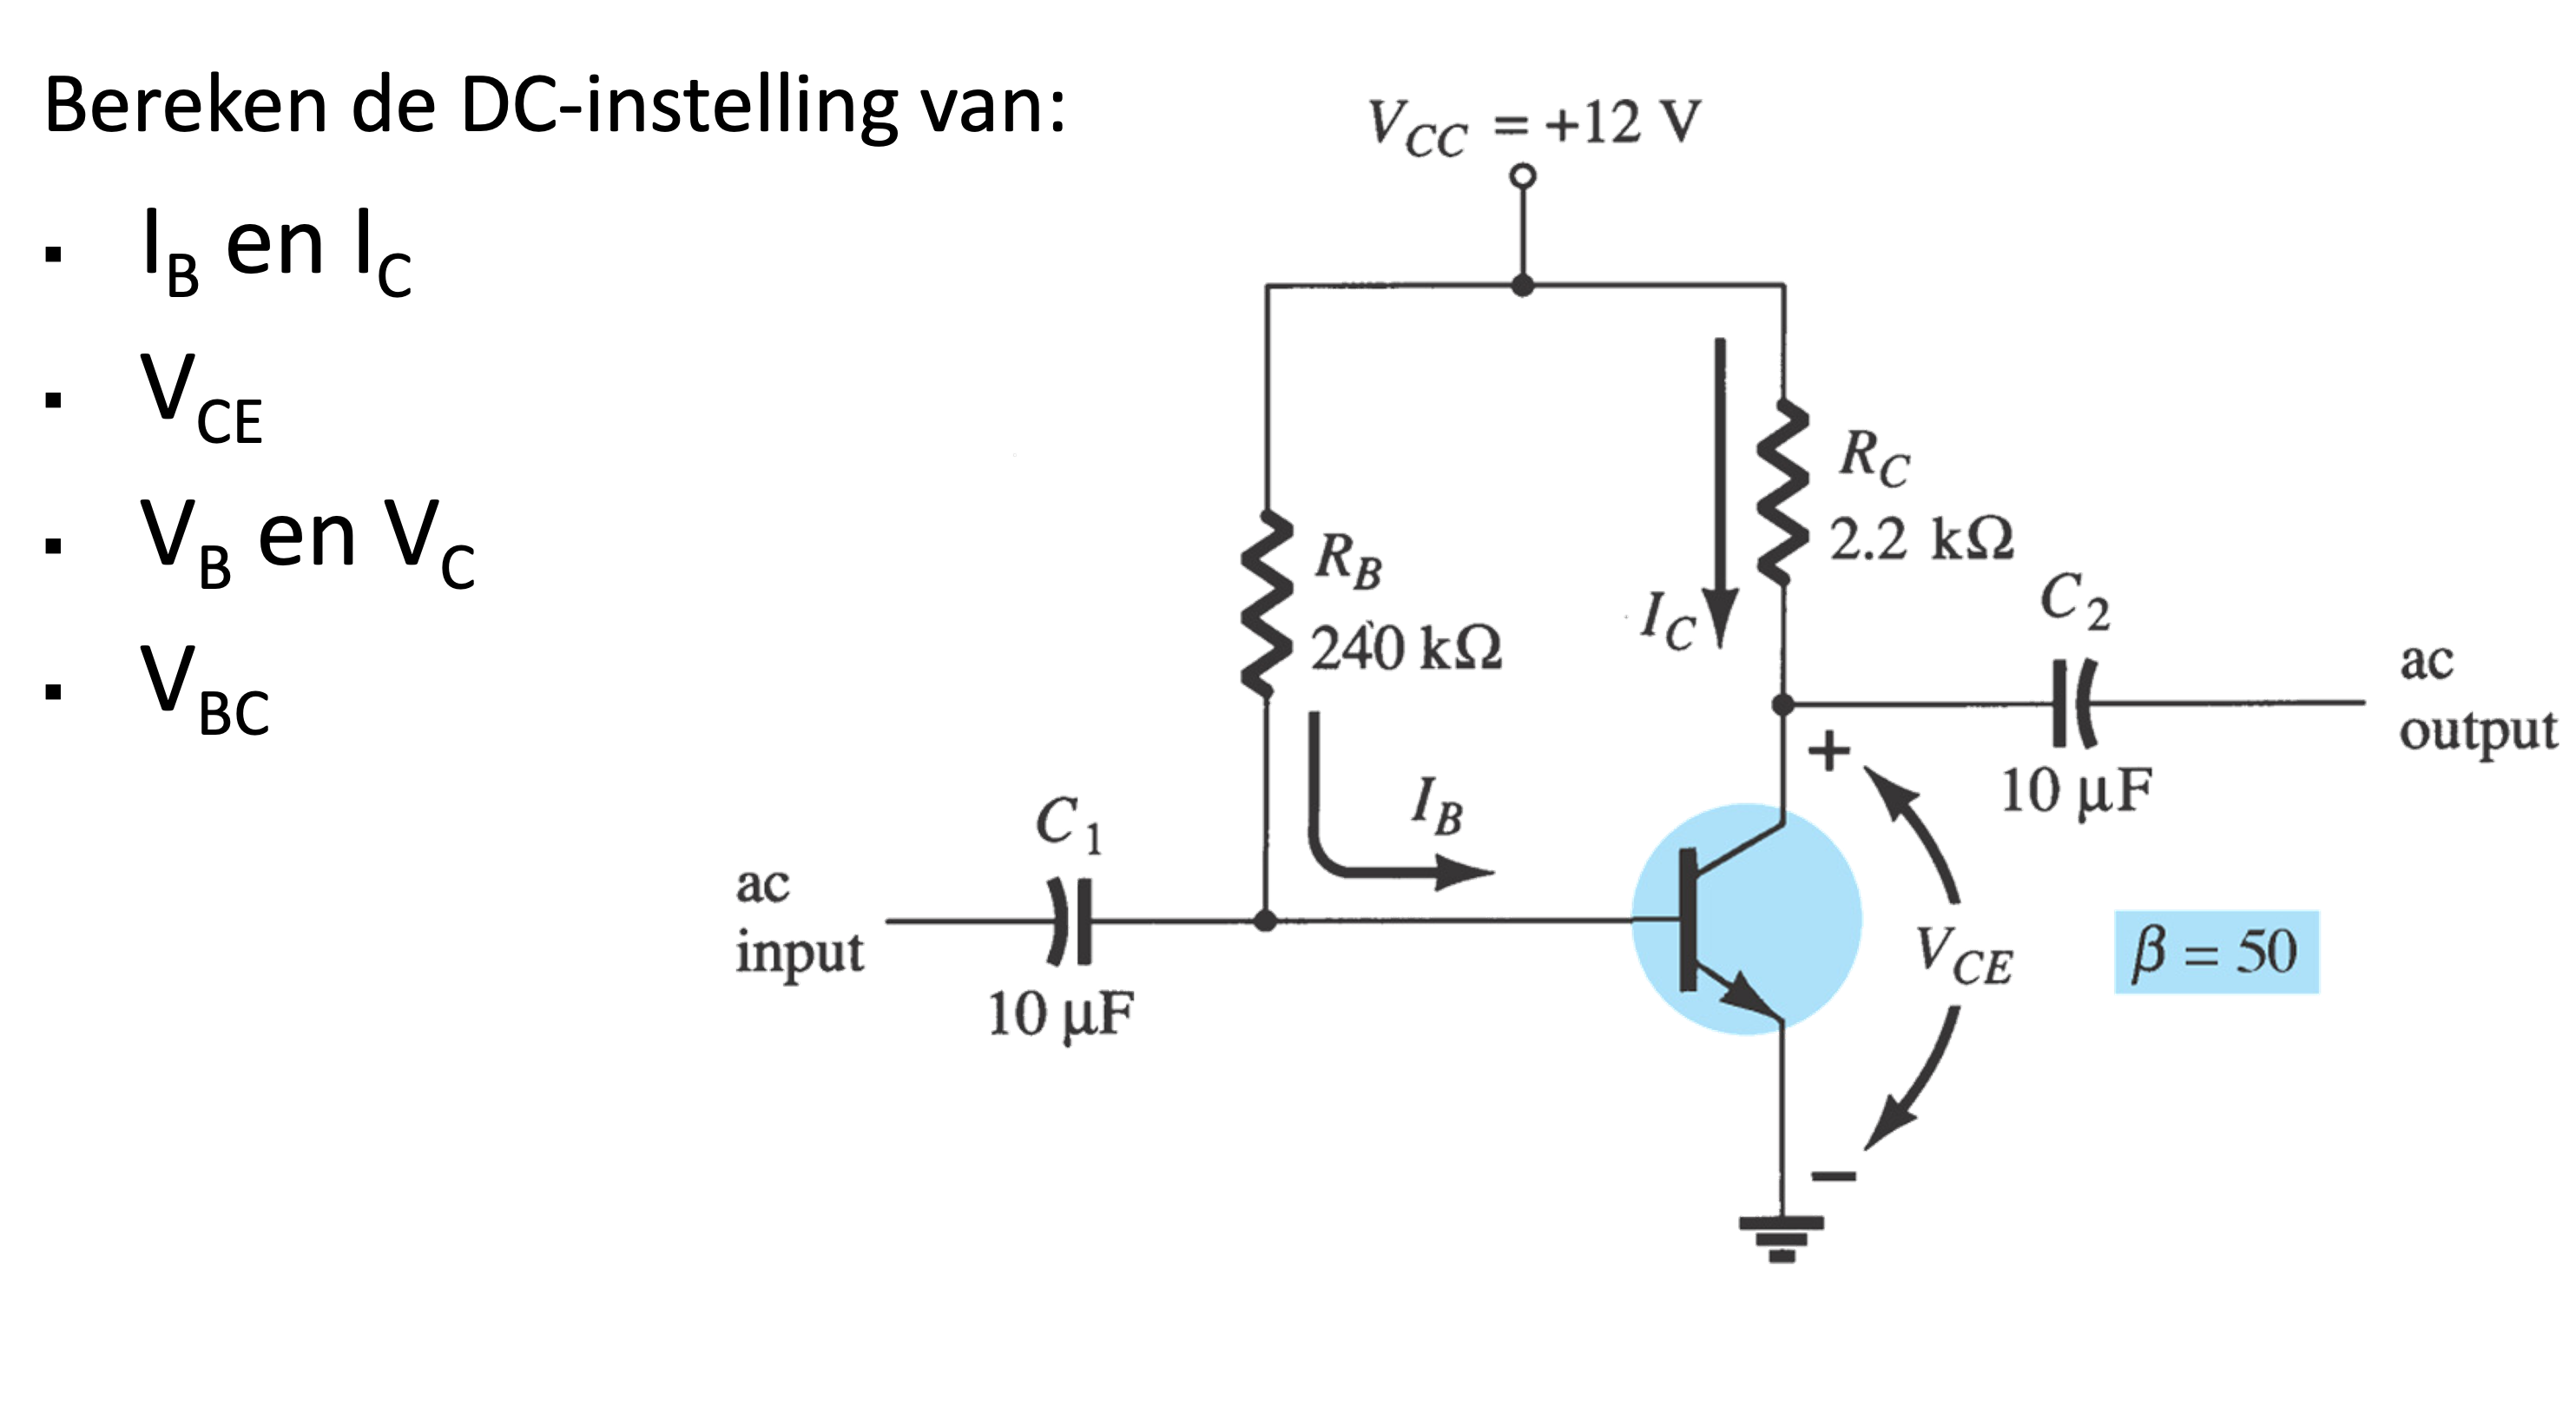 Bereken de DC-instelling van:
▪ I_B en I_C
▪ V_CE
▪ V_B en V_C
▪ V_BC
V_CC = +12 V
R_C
2.2 kΩ
R_B
240 kΩ
I_C
C_2
10 μF
ac
output
I_B
C_1
10 μF
ac
input
+
V_CE
−
β = 50